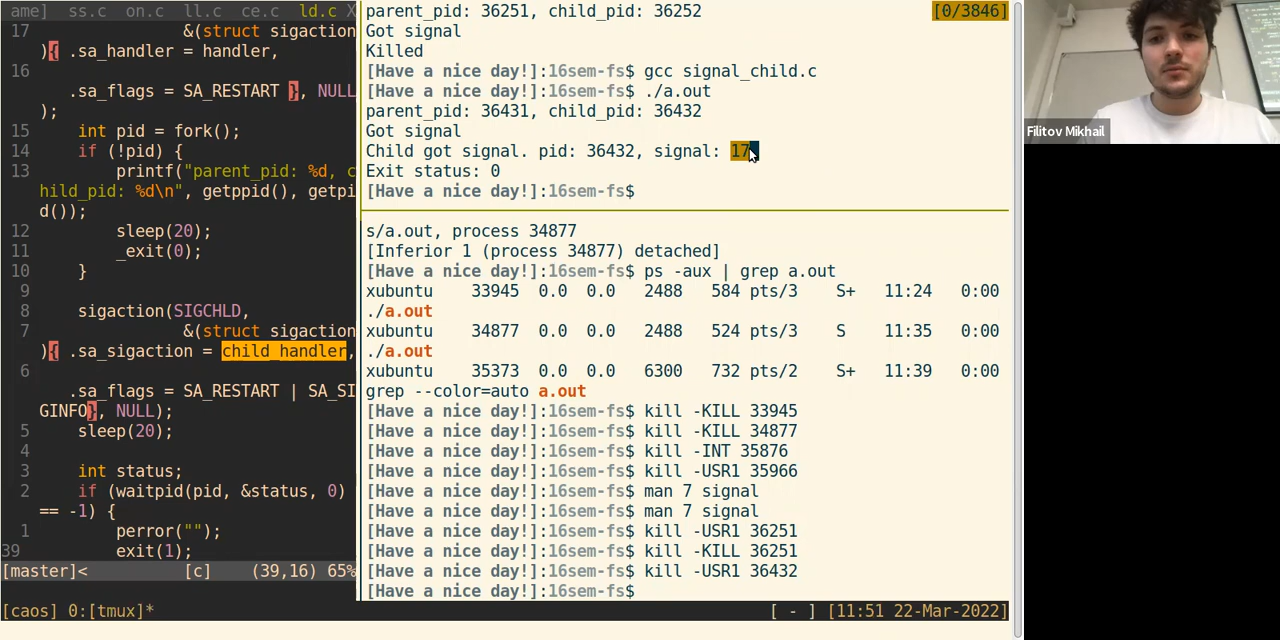 ame]  ss.c  on.c  ll.c  ce.c  ld.c X
17 &(struct sigaction
){ .sa_handler = handler,
16
.sa_flags = SA_RESTART }, NULL
);
15 int pid = fork();
14 if (!pid) {
13 printf("parent_pid: %d, c
hild_pid: %d\n", getppid(), getpi
d());
12 sleep(20);
11 _exit(0);
10 }
9
8 sigaction(SIGCHLD,
7 &(struct sigaction
){ .sa_sigaction = child_handler,
6
.sa_flags = SA_RESTART | SA_SI
GINFO}, NULL);
5 sleep(20);
4
3 int status;
2 if (waitpid(pid, &status, 0)
== -1) {
1 perror("");
39 exit(1);
[master]< [c] (39,16) 65%
parent_pid: 36251, child_pid: 36252 [0/3846]
Got signal
Killed
[Have a nice day!]:16sem-fs$ gcc signal_child.c
[Have a nice day!]:16sem-fs$ ./a.out
parent_pid: 36431, child_pid: 36432
Got signal
Child got signal. pid: 36432, signal: 17
Exit status: 0
[Have a nice day!]:16sem-fs$
s/a.out, process 34877
[Inferior 1 (process 34877) detached]
[Have a nice day!]:16sem-fs$ ps -aux | grep a.out
xubuntu 33945 0.0 0.0 2488 584 pts/3 S+ 11:24 0:00
./a.out
xubuntu 34877 0.0 0.0 2488 524 pts/3 S 11:35 0:00
./a.out
xubuntu 35373 0.0 0.0 6300 732 pts/2 S+ 11:39 0:00
grep --color=auto a.out
[Have a nice day!]:16sem-fs$ kill -KILL 33945
[Have a nice day!]:16sem-fs$ kill -KILL 34877
[Have a nice day!]:16sem-fs$ kill -INT 35876
[Have a nice day!]:16sem-fs$ kill -USR1 35966
[Have a nice day!]:16sem-fs$ man 7 signal
[Have a nice day!]:16sem-fs$ man 7 signal
[Have a nice day!]:16sem-fs$ kill -USR1 36251
[Have a nice day!]:16sem-fs$ kill -KILL 36251
[Have a nice day!]:16sem-fs$ kill -USR1 36432
[Have a nice day!]:16sem-fs$
[caos] 0:[tmux]* [ - ] [11:51 22-Mar-2022]
Filitov Mikhail